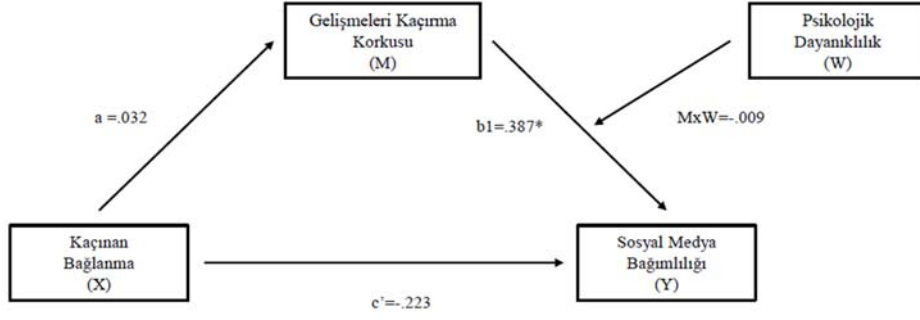 Gelişmeleri Kaçırma
Korkusu
(M)
Psikolojik
Dayanıklılık
(W)
a =.032
b1=.387*
MxW=-.009
Kaçınan
Bağlanma
(X)
Sosyal Medya
Bağımlılığı
(Y)
c’=-.223